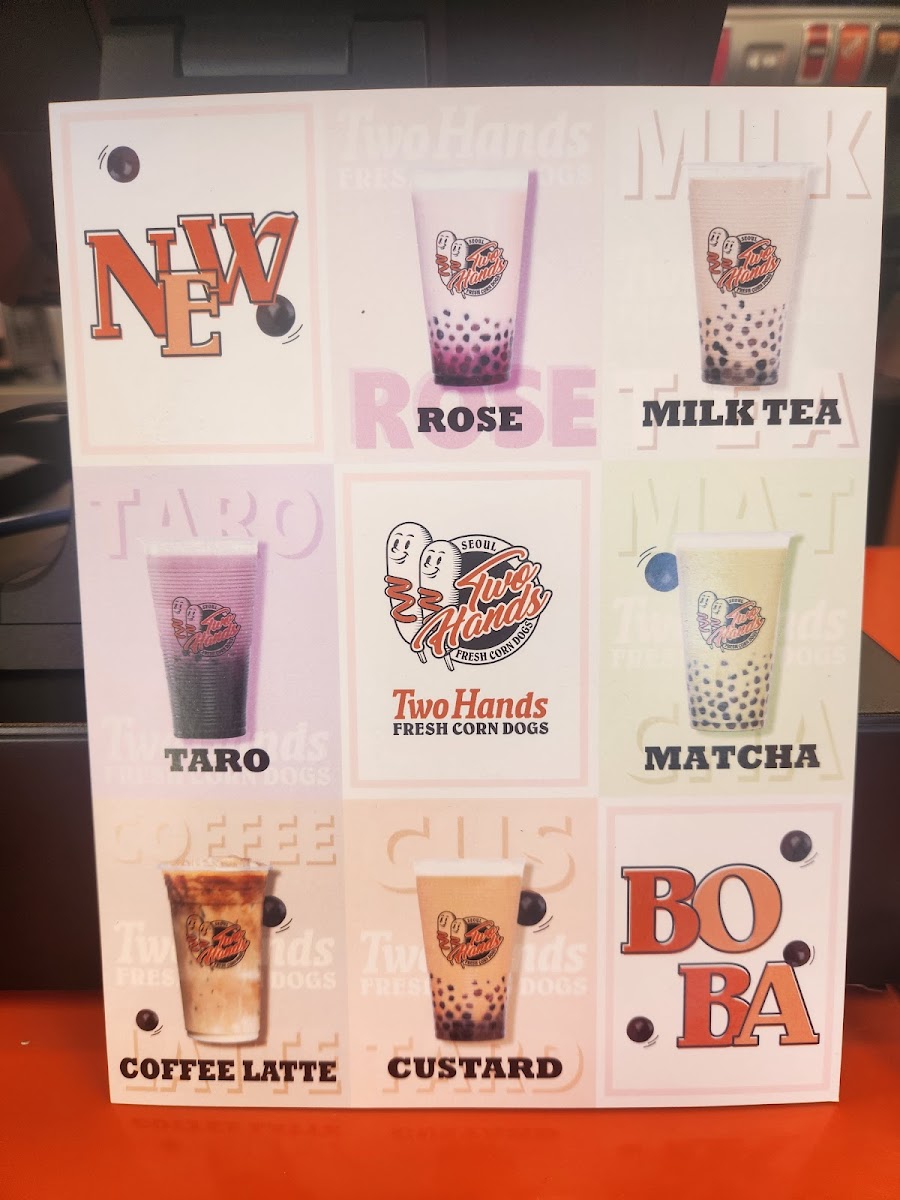 NEW
Two Hands
FRESH CORN DOGS
SEOUL
Two
Hands
FRESH CORN DOGS
ROSE
ROSE
MILK
SEOUL
Two
Hands
FRESH CORN DOGS
TEA
MILK TEA
TARO
SEOUL
Two
Hands
FRESH CORN DOGS
Two Hands
FRESH CORN DOGS
TARO
SEOUL
Two
Hands
FRESH CORN DOGS
Two Hands
FRESH CORN DOGS
MAT
Two Hands
FRESH CORN DOGS
SEOUL
Two
Hands
FRESH CORN DOGS
CHA
MATCHA
COFFEE
SEOUL
Two
Hands
FRESH CORN DOGS
Two Hands
FRESH CORN DOGS
LATTE
COFFEE LATTE
CUS
SEOUL
Two
Hands
FRESH CORN DOGS
Two Hands
FRESH CORN DOGS
TARD
CUSTARD
BO
BA